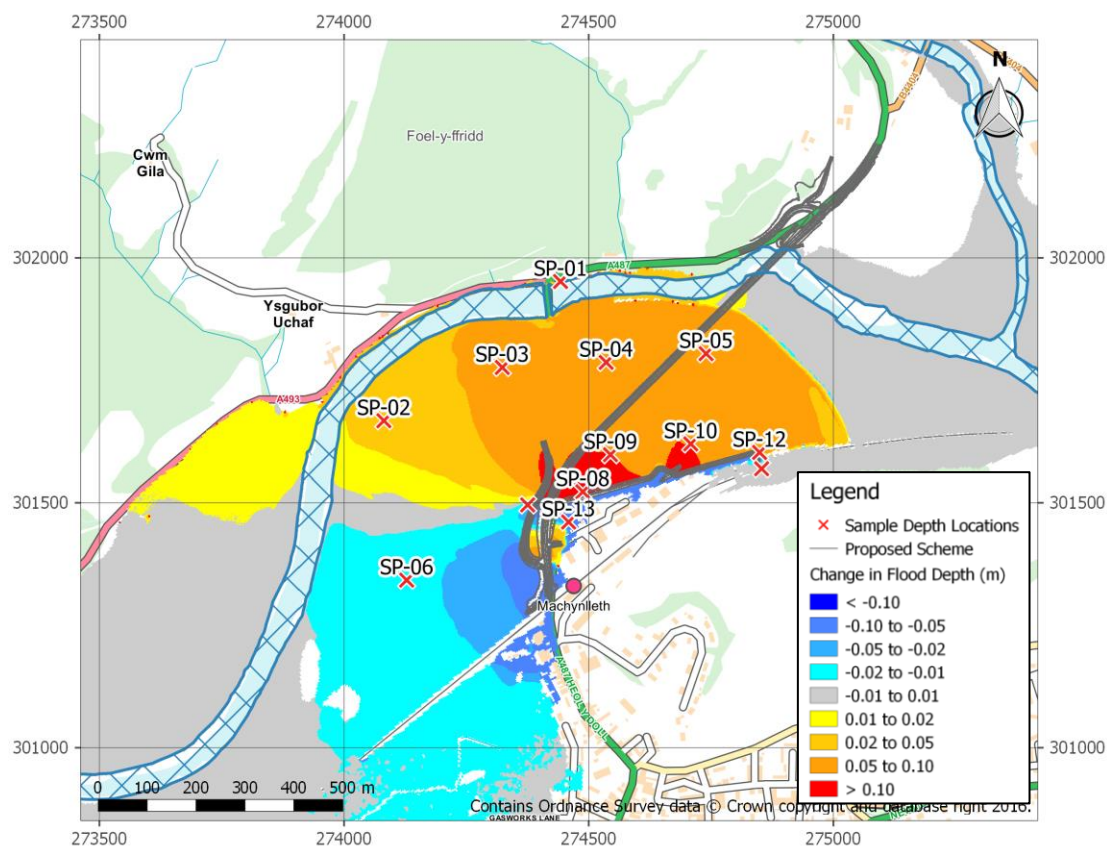 273500 274000 274500 275000
N
B4404
Foel-y-ffridd
Cwm
Gila
302000
302000
A487
SP-01
Ysgubor
Uchaf
SP-03
SP-04
SP-05
A493
SP-02
SP-09
SP-10
SP-12
SP-08
301500
301500
SP-13
SP-06
Machynlleth
A487/HEOL Y DOLL
Legend
Sample Depth Locations
Proposed Scheme
Change in Flood Depth (m)
< -0.10
-0.10 to -0.05
-0.05 to -0.02
-0.02 to -0.01
-0.01 to 0.01
0.01 to 0.02
0.02 to 0.05
0.05 to 0.10
> 0.10
301000
301000
0 100 200 300 400 500 m
Contains Ordnance Survey data © Crown copyright and database right 2016.
GASWORKS LANE
273500 274000 274500 275000